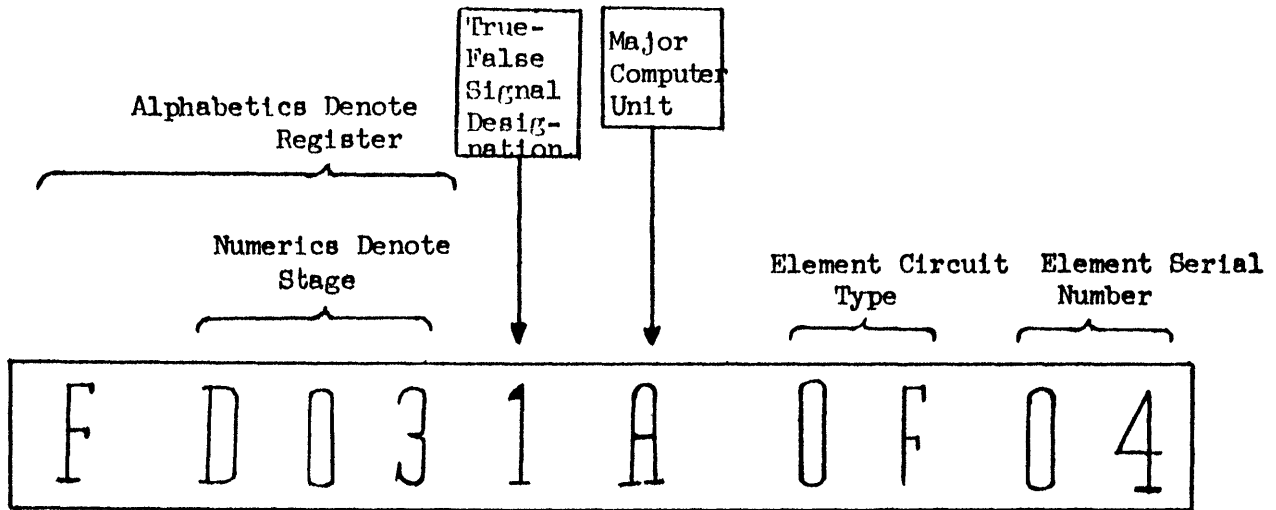 True-
False
Signal
Desig-
nation
Major
Computer
Unit
Alphabetics Denote
Register
Numerics Denote
Stage
Element Circuit
Type
Element Serial
Number
F D 0 3 1 A 0 F 0 4